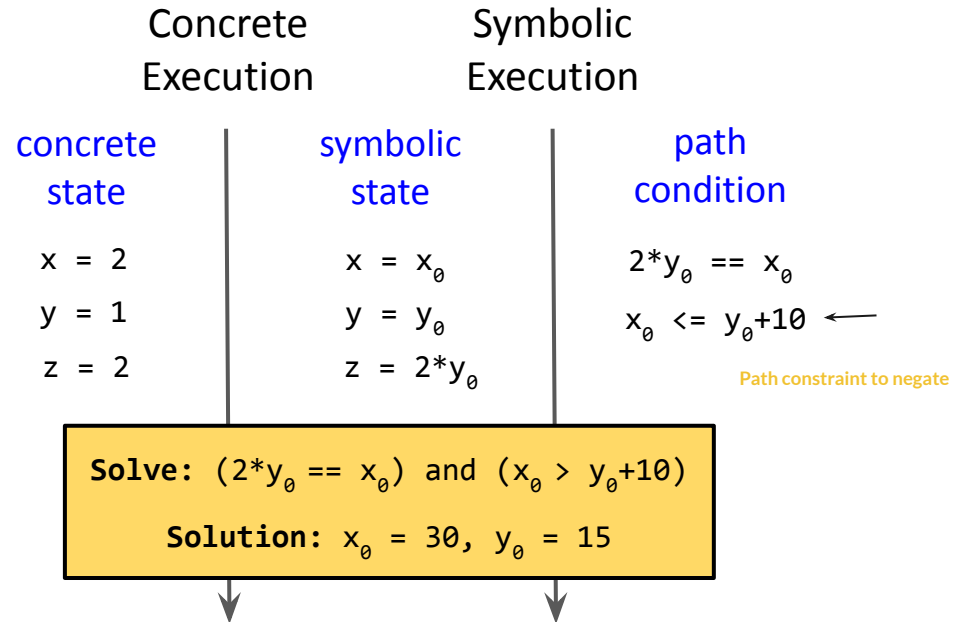 Concrete
Execution
Symbolic
Execution
concrete
state
symbolic
state
path
condition
x = 2
x = x₀
2*y₀ == x₀
y = 1
y = y₀
x₀ <= y₀+10
z = 2
z = 2*y₀
Path constraint to negate
Solve: (2*y₀ == x₀) and (x₀ > y₀+10)
Solution: x₀ = 30, y₀ = 15